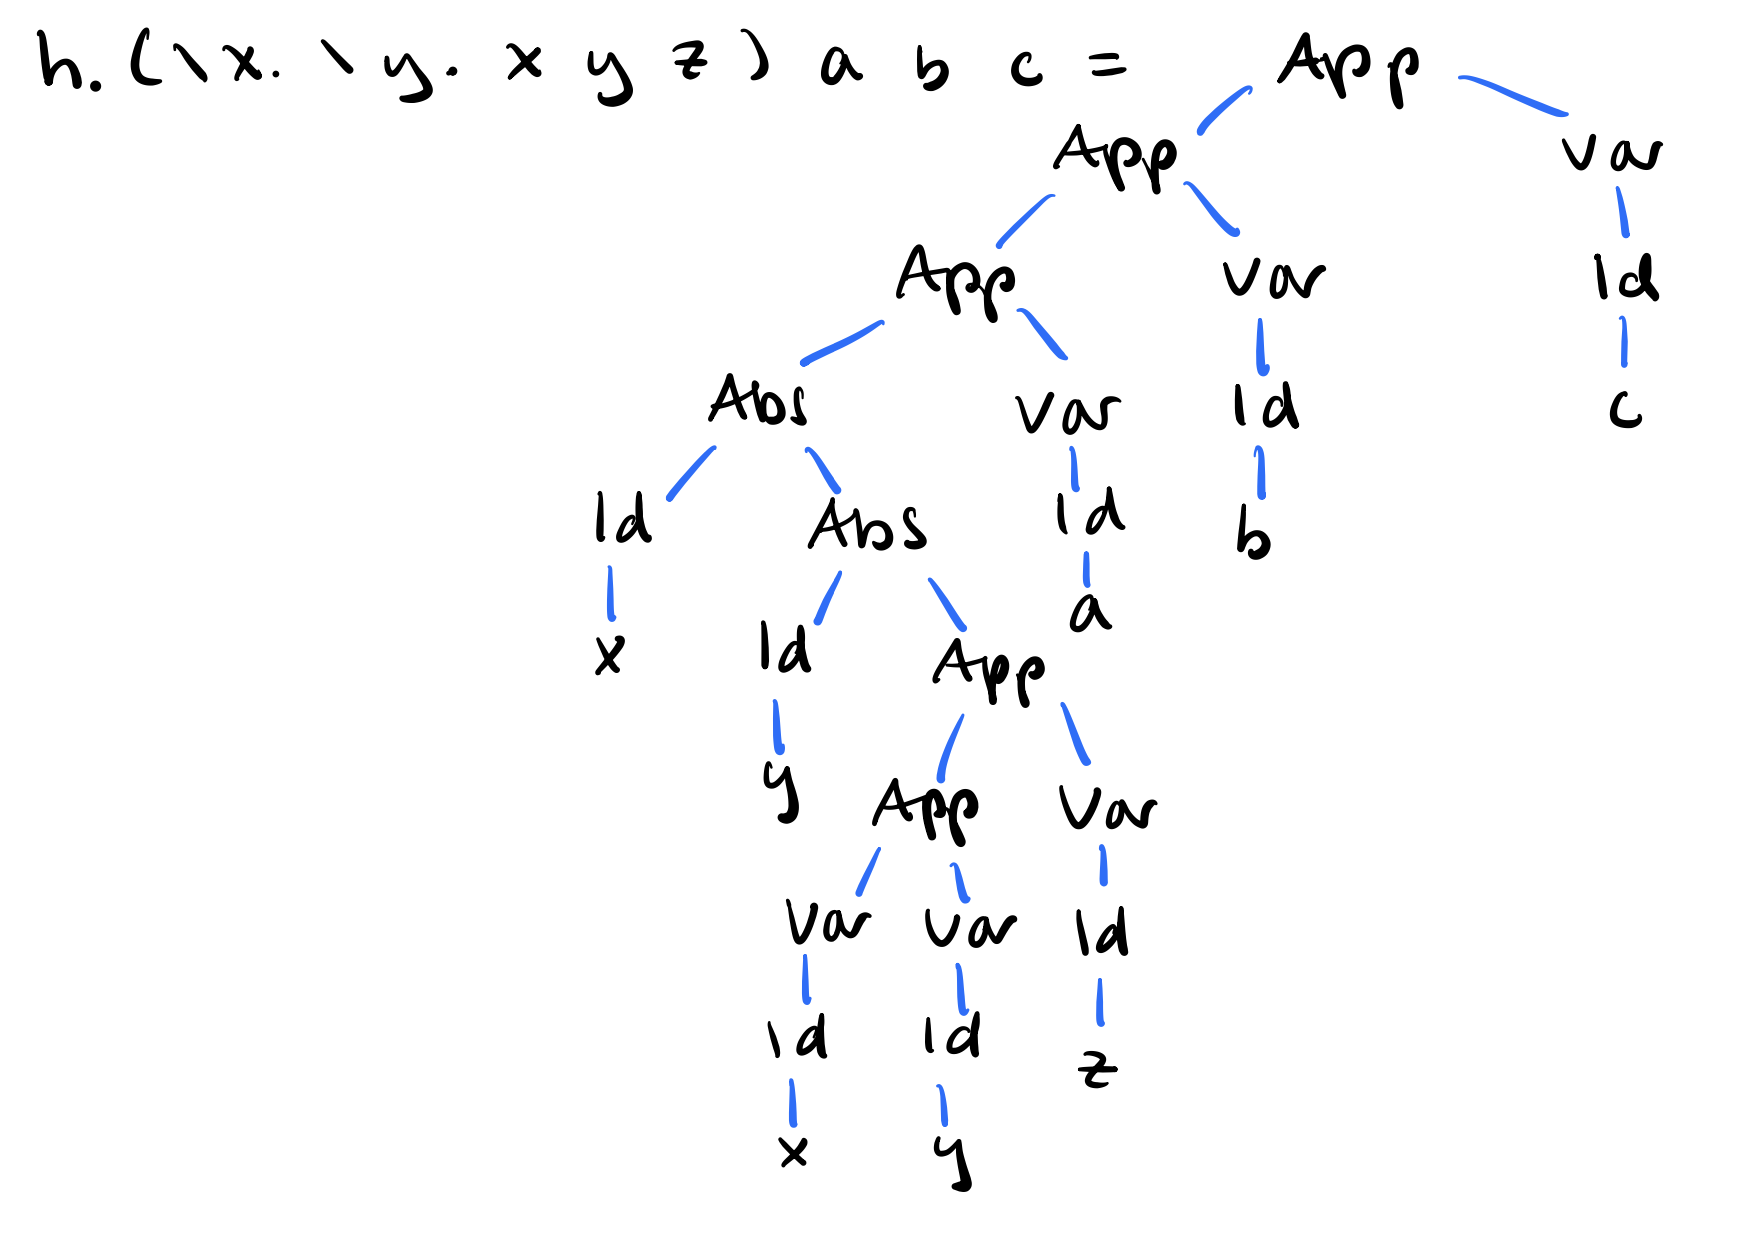 h. (\x. \y. x y z) a b c = App
App Var
App Var Id
Abs Var Id c
Id Abs Id b
x Id App a
y App Var
Var Var Id
Id Id z
x y